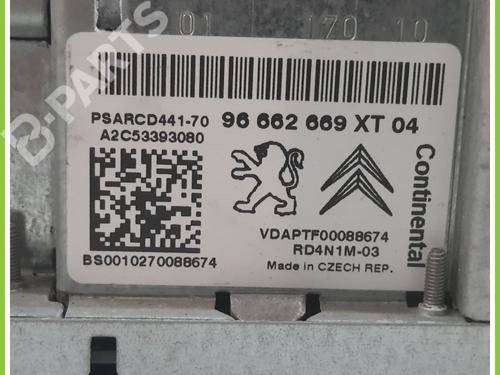 01 170 10
B-PARTS
PSARCD441-70 96 662 669 XT 04
A2C53393080
Continental
VDAPTF00088674
RD4N1M-03
BS0010270088674
Made in CZECH REP.